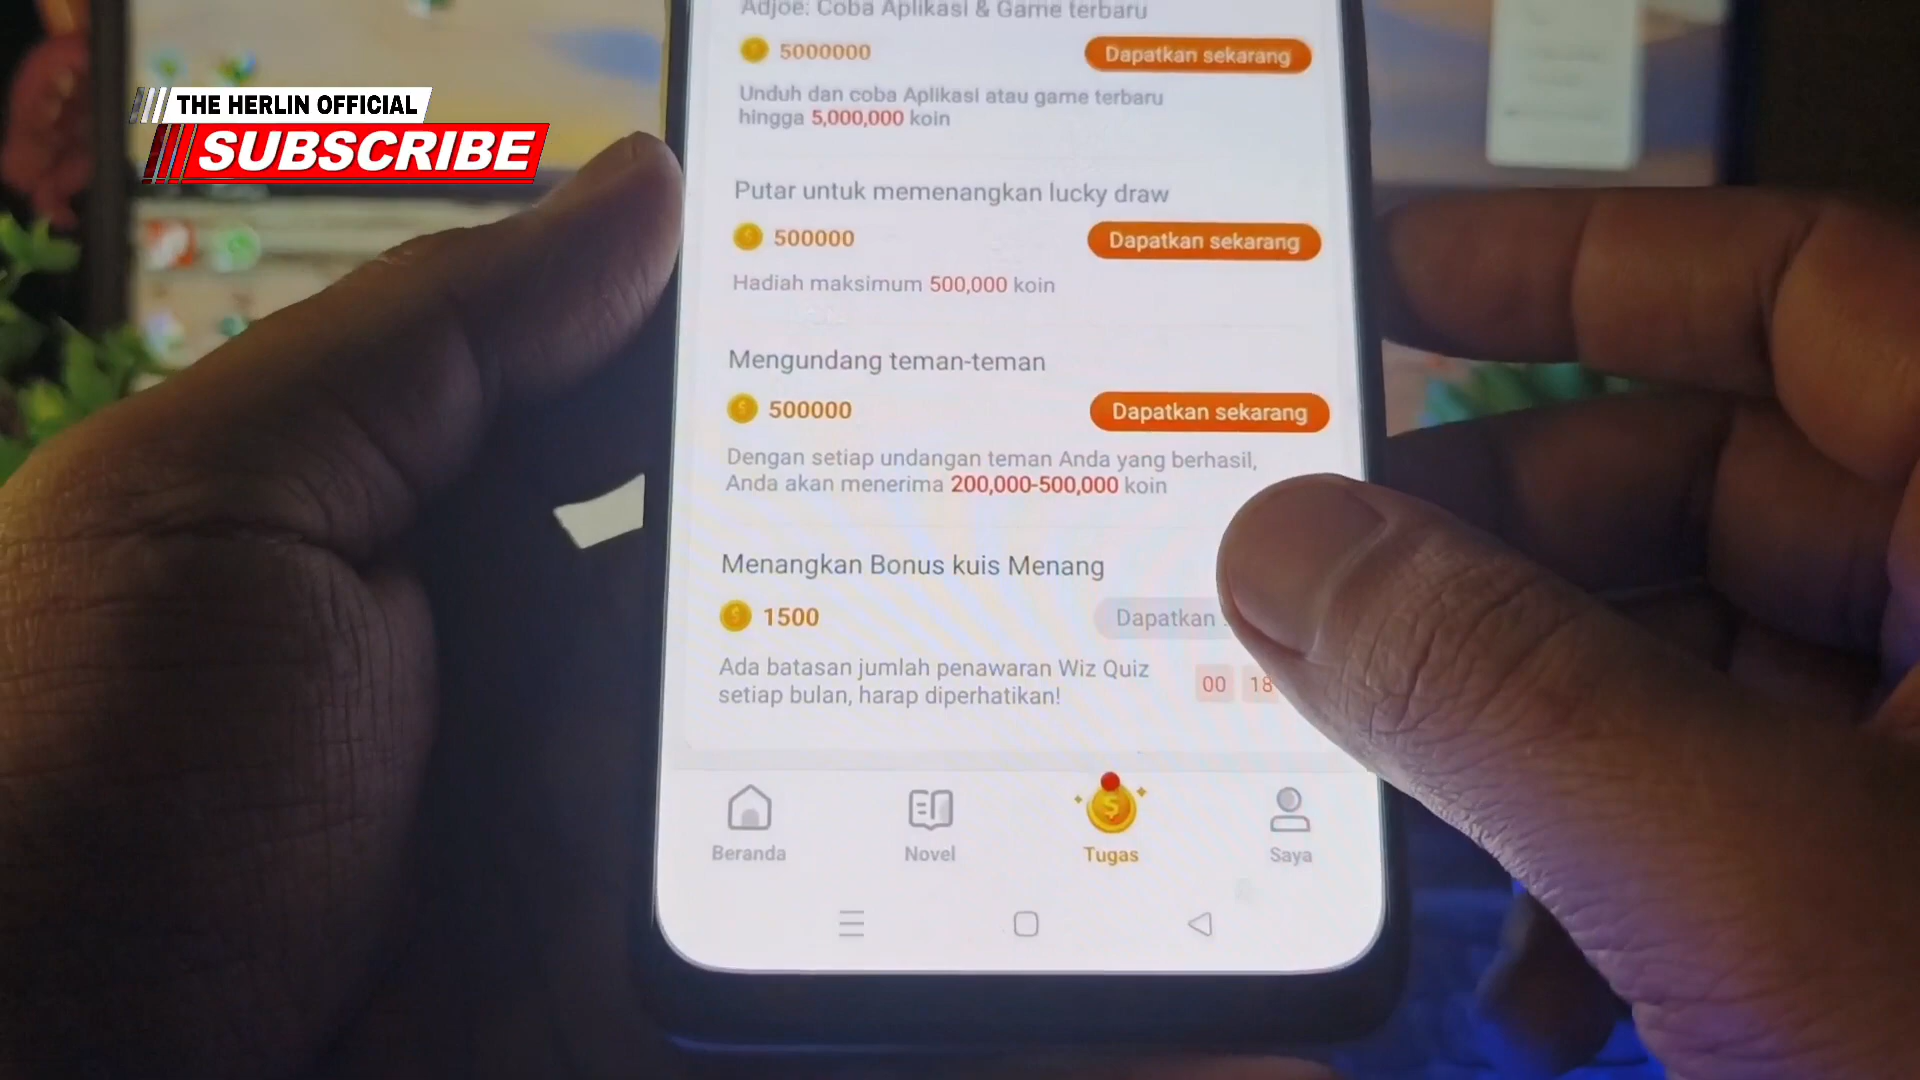 THE HERLIN OFFICIAL
SUBSCRIBE
Adjoe: Coba Aplikasi & Game terbaru
5000000
Dapatkan sekarang
Unduh dan coba Aplikasi atau game terbaru
hingga 5,000,000 koin
Putar untuk memenangkan lucky draw
500000
Dapatkan sekarang
Hadiah maksimum 500,000 koin
Mengundang teman-teman
500000
Dapatkan sekarang
Dengan setiap undangan teman Anda yang berhasil,
Anda akan menerima 200,000-500,000 koin
Menangkan Bonus kuis Menang
1500
Dapatkan
Ada batasan jumlah penawaran Wiz Quiz
setiap bulan, harap diperhatikan!
00 18
Beranda
Novel
Tugas
Saya